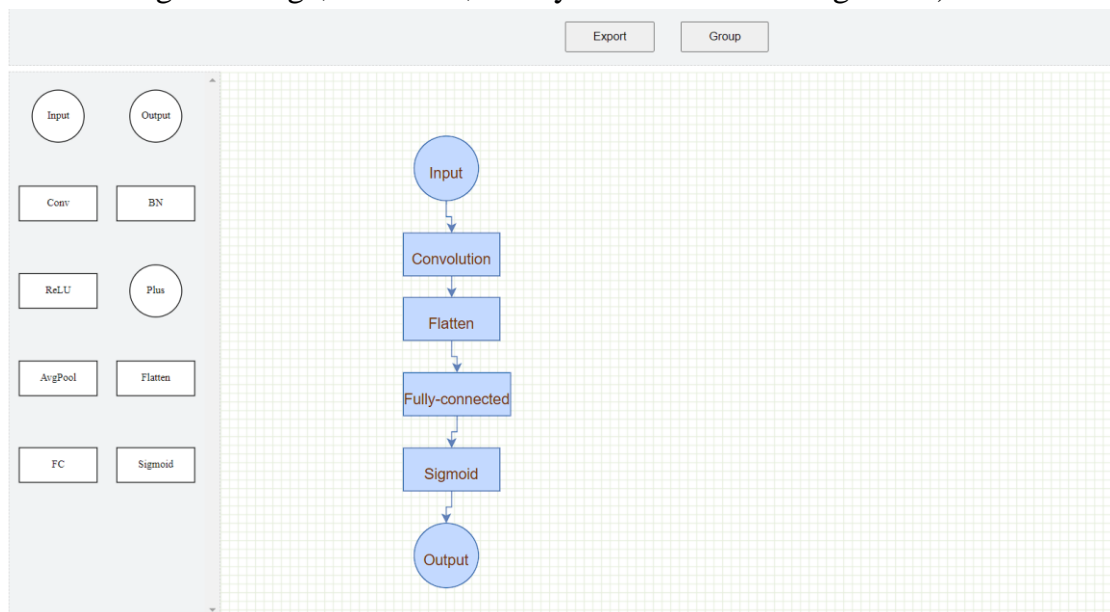 Export Group
Input Output
Conv BN
ReLU Plus
AvgPool Flatten
FC Sigmoid
Input
Convolution
Flatten
Fully-connected
Sigmoid
Output